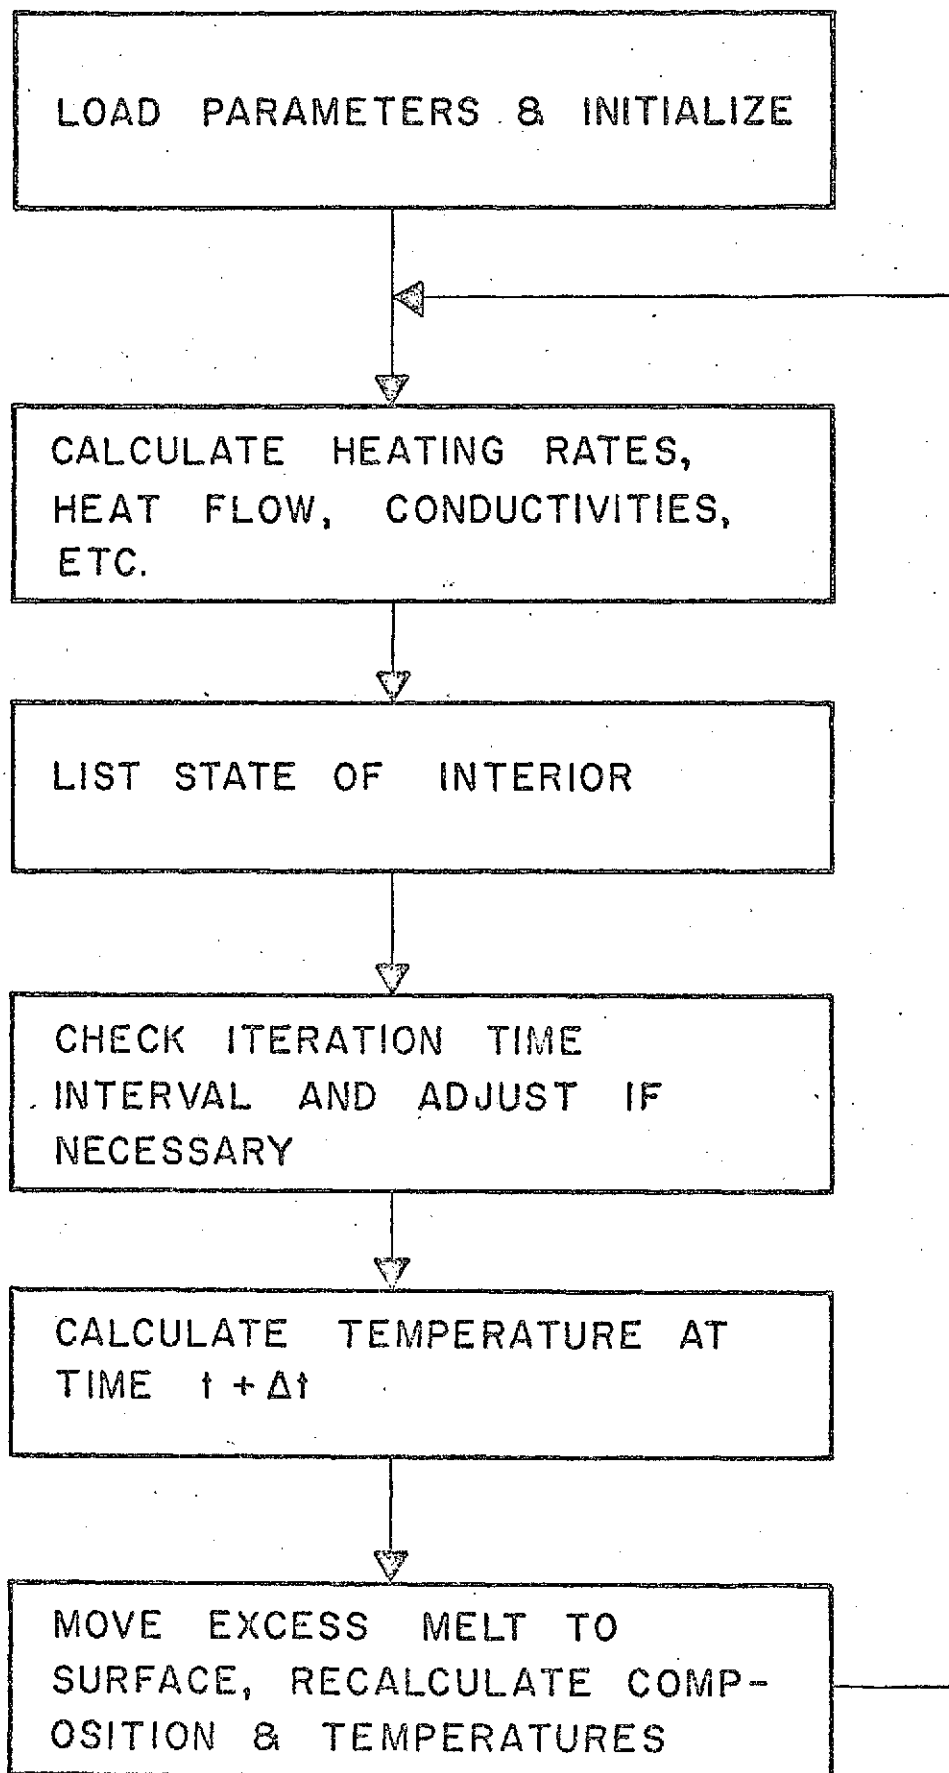 LOAD PARAMETERS & INITIALIZE
CALCULATE HEATING RATES,
HEAT FLOW, CONDUCTIVITIES,
ETC.
LIST STATE OF INTERIOR
CHECK ITERATION TIME
INTERVAL AND ADJUST IF
NECESSARY
CALCULATE TEMPERATURE AT
TIME t + Δt
MOVE EXCESS MELT TO
SURFACE, RECALCULATE COMP-
OSITION & TEMPERATURES